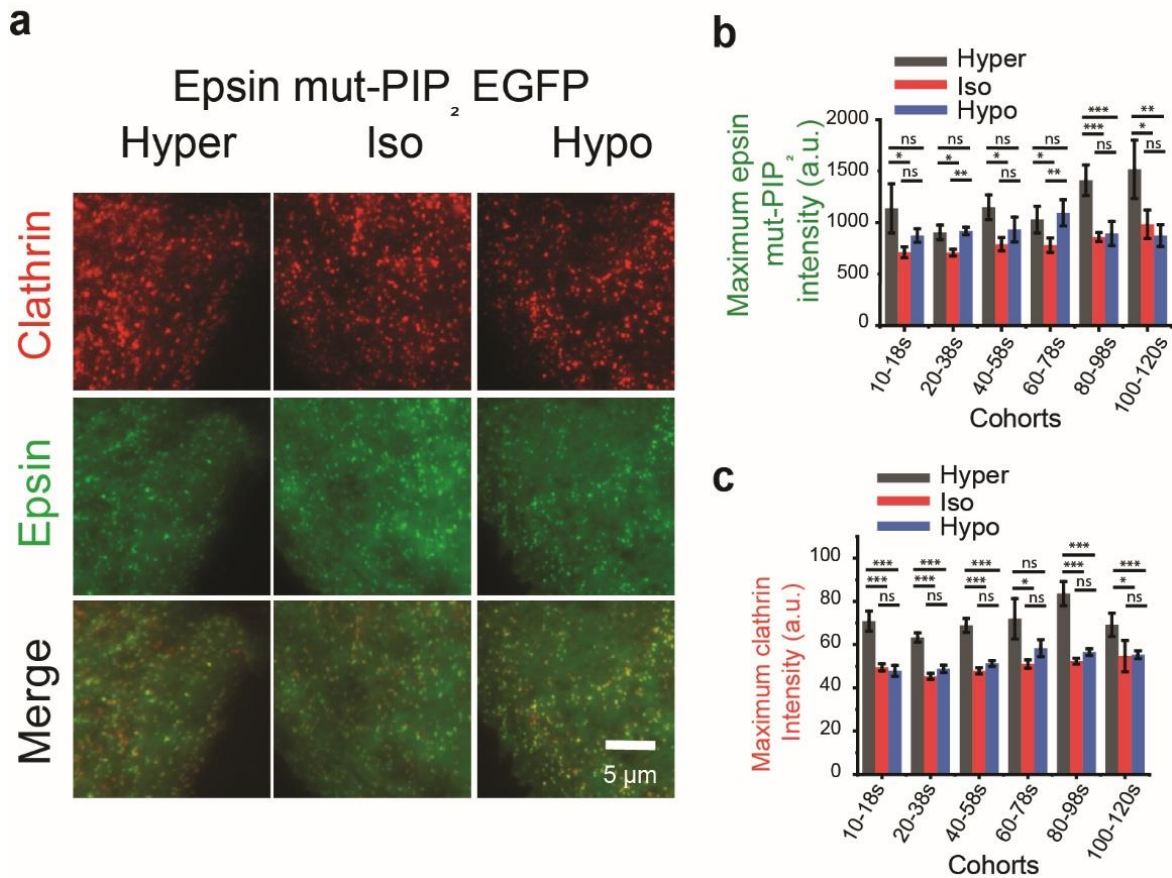 a
Epsin mut-PIP₂ EGFP
Hyper Iso Hypo
Clathrin
Epsin
Merge
5 µm
b
Hyper
Iso
Hypo
Maximum epsin
mut-PIP₂
intensity (a.u.)
2000
1500
1000
500
0
ns ns ns ns *** **
* * * * *** *
ns ** ns ** ns ns
10-18s
20-38s
40-58s
60-78s
80-98s
100-120s
Cohorts
c
Hyper
Iso
Hypo
Maximum clathrin
Intensity (a.u.)
100
80
60
40
20
0
*** *** *** ns *** ***
*** *** *** * *** *
ns ns ns ns ns ns
10-18s
20-38s
40-58s
60-78s
80-98s
100-120s
Cohorts